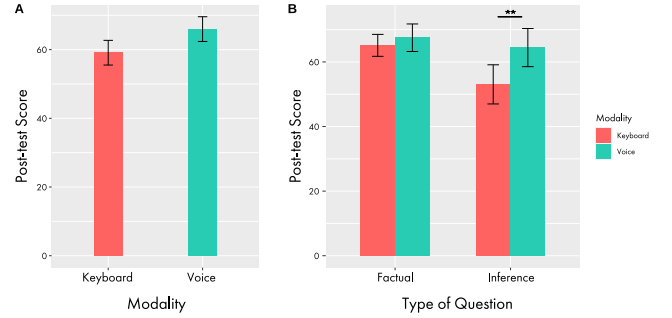 A
Post-test Score
60
40
20
0
Keyboard
Voice
Modality
B
**
Post-test Score
60
40
20
0
Factual
Inference
Type of Question
Modality
Keyboard
Voice